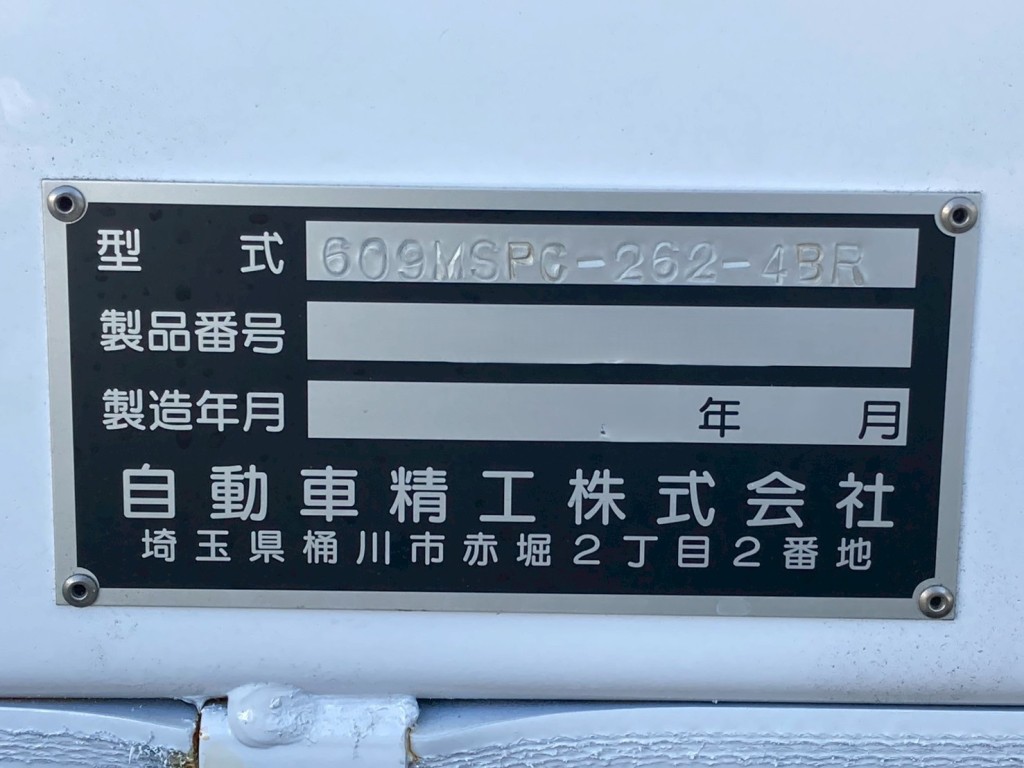 型式 609MSPC-262-4BR
製品番号
製造年月 年 月
自動車精工株式会社
埼玉県桶川市赤堀2丁目2番地